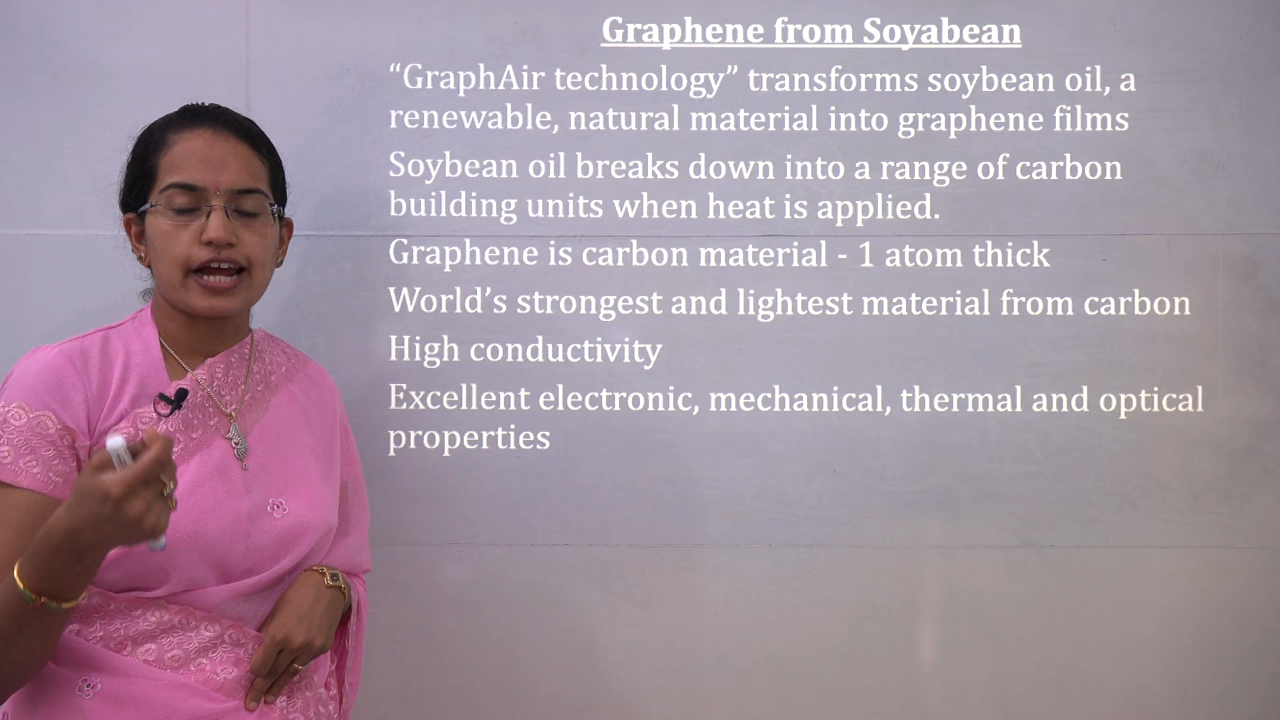 Graphene from Soyabean
“GraphAir technology” transforms soybean oil, a
renewable, natural material into graphene films
Soybean oil breaks down into a range of carbon
building units when heat is applied.
Graphene is carbon material - 1 atom thick
World’s strongest and lightest material from carbon
High conductivity
Excellent electronic, mechanical, thermal and optical
properties